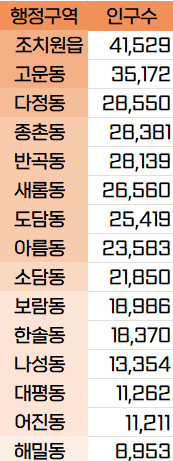 행정구역 인구수
조치원읍 41,529
고운동 35,172
다정동 28,550
종촌동 28,381
반곡동 28,139
새롬동 26,560
도담동 25,419
아름동 23,583
소담동 21,850
보람동 18,986
한솔동 18,370
나성동 13,354
대평동 11,262
어진동 11,211
해밀동 8,953